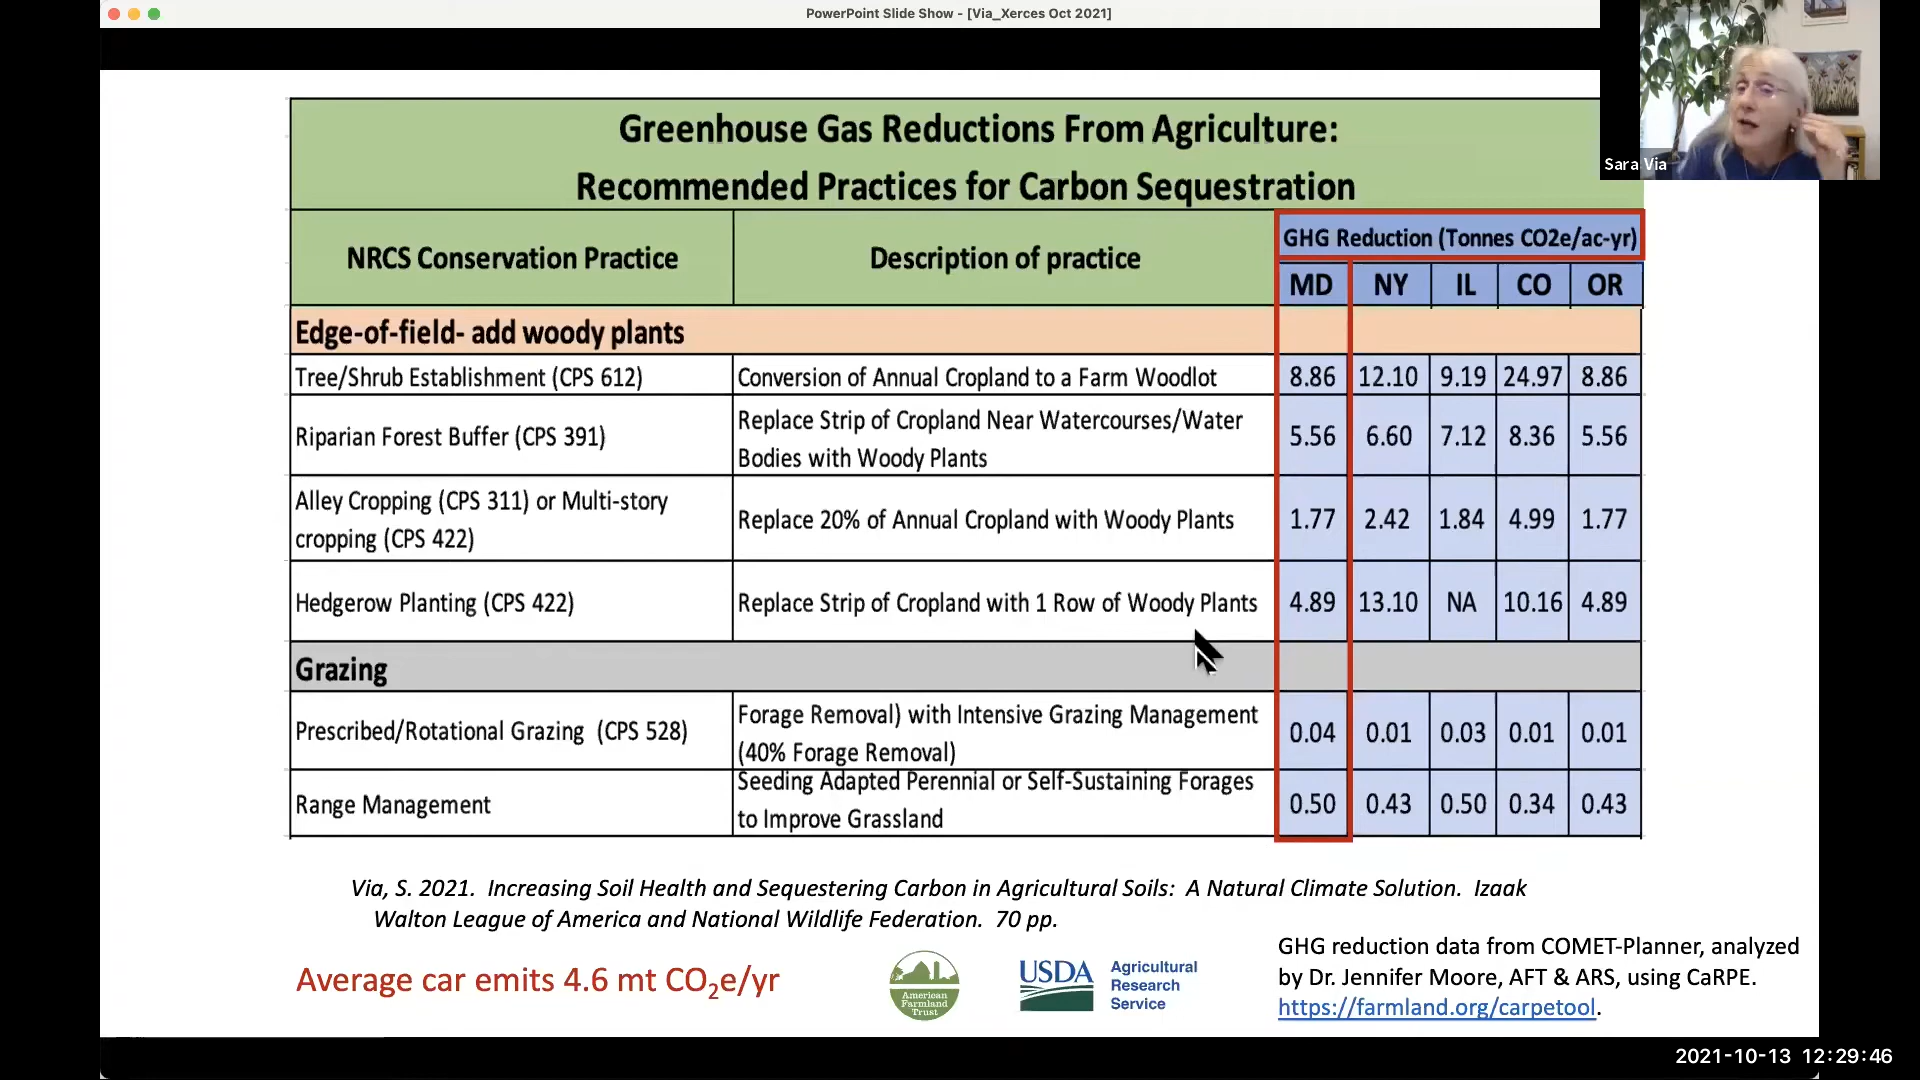 PowerPoint Slide Show - [Via_Xerces Oct 2021]
Sara Via
Greenhouse Gas Reductions From Agriculture:
Recommended Practices for Carbon Sequestration
NRCS Conservation Practice
Description of practice
GHG Reduction (Tonnes CO2e/ac-yr)
MD NY IL CO OR
Edge-of-field- add woody plants
Tree/Shrub Establishment (CPS 612) Conversion of Annual Cropland to a Farm Woodlot 8.86 12.10 9.19 24.97 8.86
Riparian Forest Buffer (CPS 391)
Replace Strip of Cropland Near Watercourses/Water
Bodies with Woody Plants
5.56 6.60 7.12 8.36 5.56
Alley Cropping (CPS 311) or Multi-story
cropping (CPS 422)
Replace 20% of Annual Cropland with Woody Plants 1.77 2.42 1.84 4.99 1.77
Hedgerow Planting (CPS 422) Replace Strip of Cropland with 1 Row of Woody Plants 4.89 13.10 NA 10.16 4.89
Grazing
Prescribed/Rotational Grazing (CPS 528)
Forage Removal) with Intensive Grazing Management
(40% Forage Removal)
0.04 0.01 0.03 0.01 0.01
Range Management
Seeding Adapted Perennial or Self-Sustaining Forages
to Improve Grassland
0.50 0.43 0.50 0.34 0.43
Via, S. 2021. Increasing Soil Health and Sequestering Carbon in Agricultural Soils: A Natural Climate Solution. Izaak
Walton League of America and National Wildlife Federation. 70 pp.
Average car emits 4.6 mt CO₂e/yr
American
Farmland
Trust
USDA
Agricultural
Research
Service
GHG reduction data from COMET-Planner, analyzed
by Dr. Jennifer Moore, AFT & ARS, using CaRPE.
https://farmland.org/carpetool.
2021-10-13 12:29:46